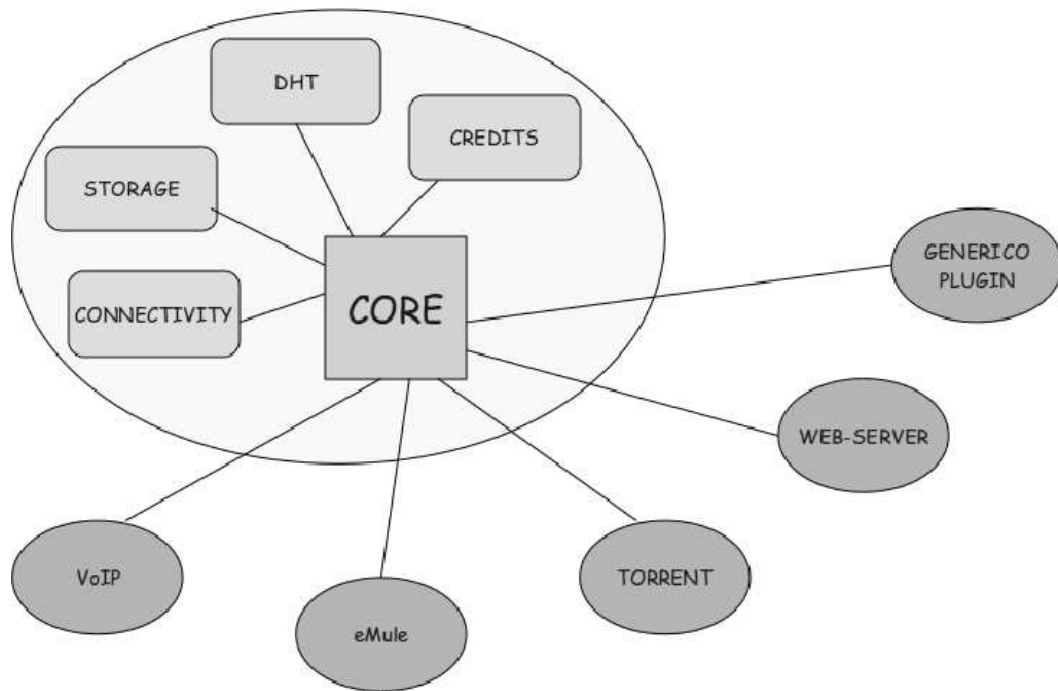 DHT
CREDITS
STORAGE
CONNECTIVITY
CORE
GENERICO
PLUGIN
WEB-SERVER
VoIP
eMule
TORRENT